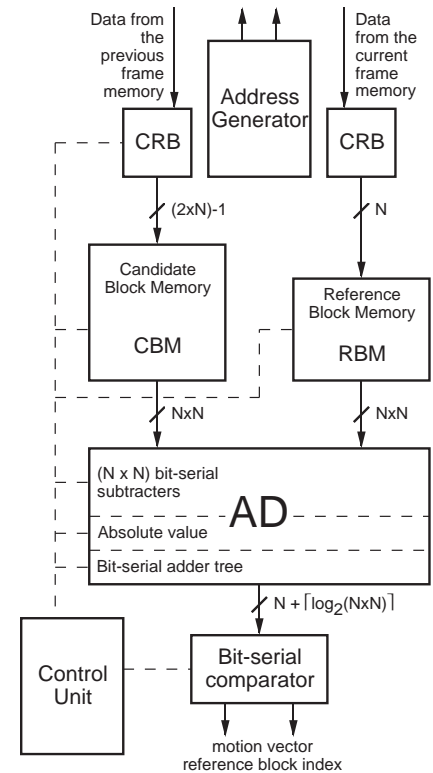 Data from
the
previous
frame
memory
Address
Generator
Data
from the
current
frame
memory
CRB
CRB
(2xN)-1
N
Candidate
Block Memory
CBM
Reference
Block Memory
RBM
NxN
NxN
(N x N) bit-serial
subtracters
AD
Absolute value
Bit-serial adder tree
N + ⌈log₂(NxN)⌉
Control
Unit
Bit-serial
comparator
motion vector
reference block index